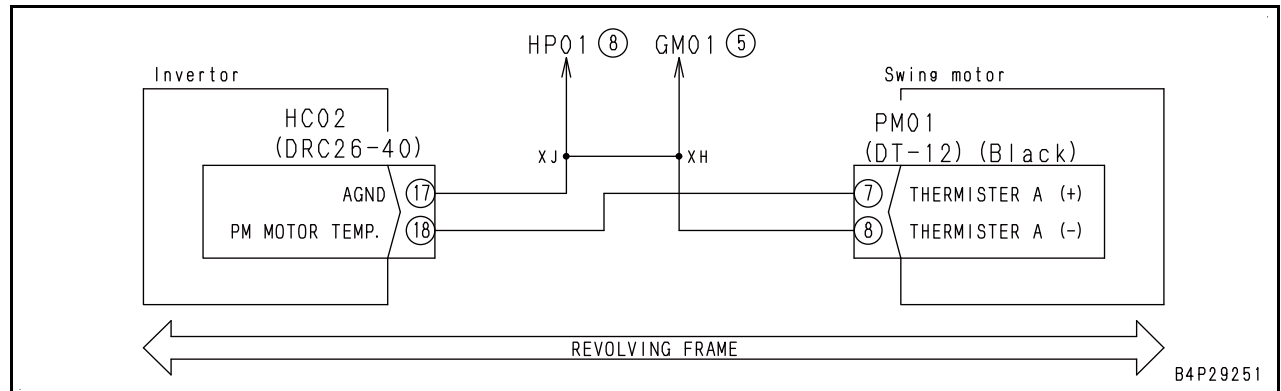 HP01 ⑧ GM01 ⑤
Invertor
Swing motor
HC02
(DRC26-40)
PM01
(DT-12) (Black)
XJ
XH
AGND ⑰
PM MOTOR TEMP. ⑱
⑦ THERMISTER A (+)
⑧ THERMISTER A (-)
REVOLVING FRAME
B4P29251